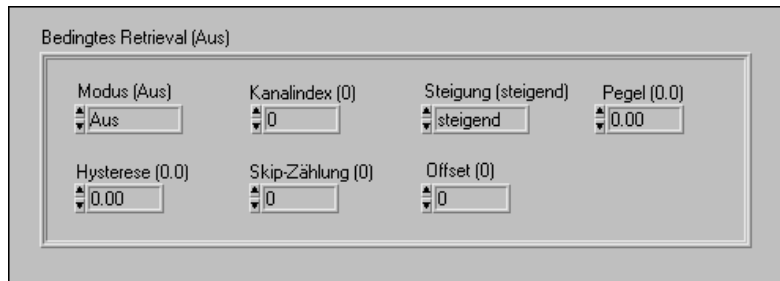 Bedingtes Retrieval (Aus)
Modus (Aus) Kanalindex (0) Steigung (steigend) Pegel (0.0)
Aus 0 steigend 0.00
Hysterese (0.0) Skip-Zählung (0) Offset (0)
0.00 0 0